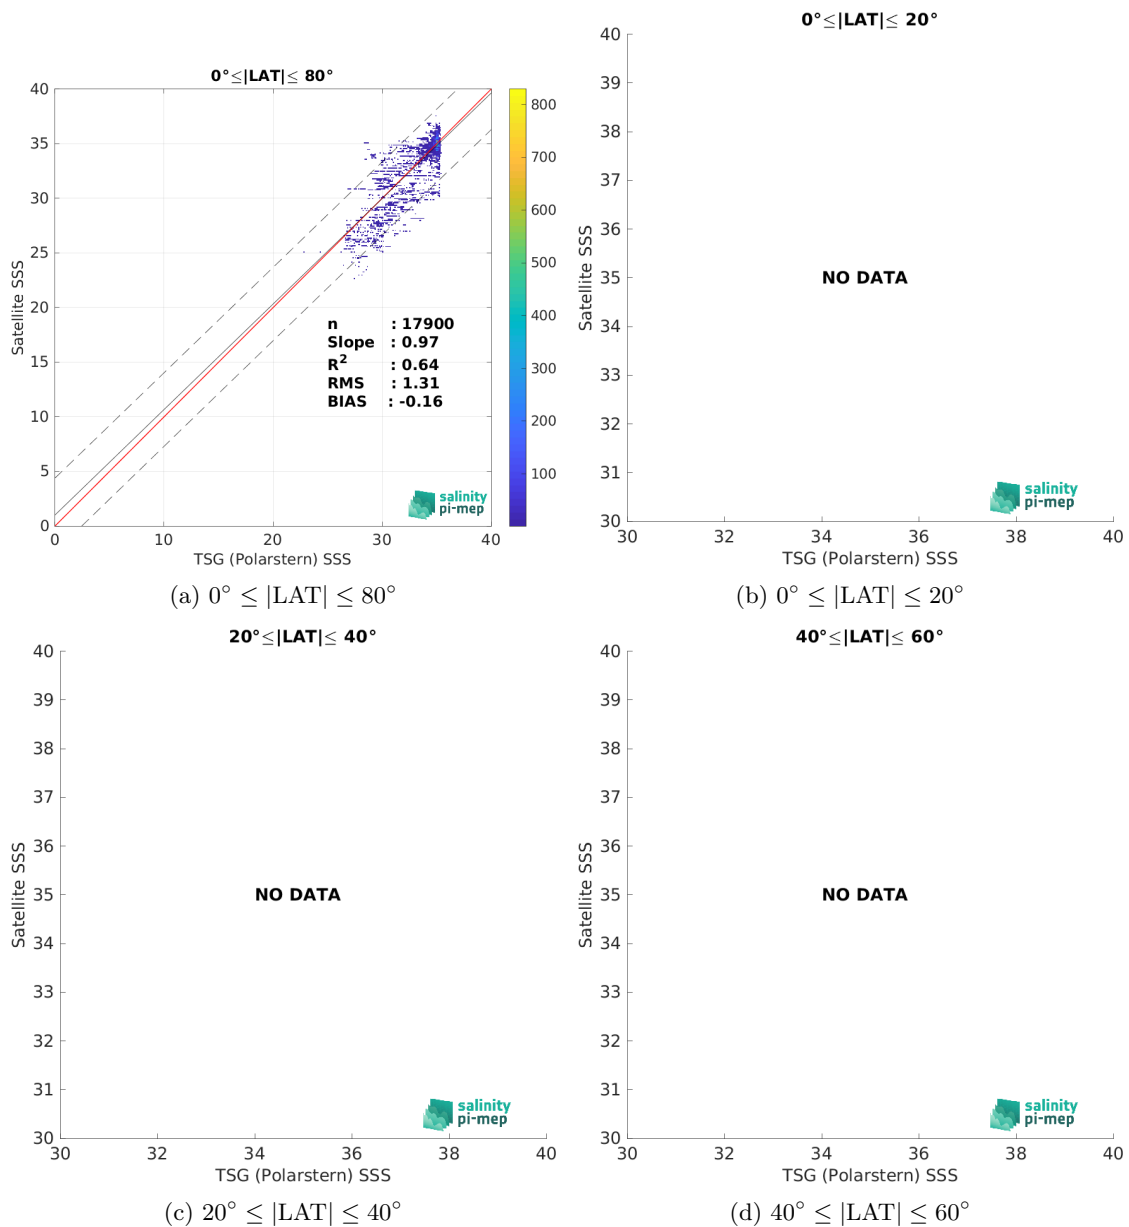 0°≤|LAT|≤ 80°
40
35
30
25
20
15
10
5
0
Satellite SSS
n : 17900
Slope : 0.97
R² : 0.64
RMS : 1.31
BIAS : -0.16
salinity
pi-mep
0 10 20 30 40
TSG (Polarstern) SSS
800
700
600
500
400
300
200
100
(a) 0° ≤ |LAT| ≤ 80°
0°≤|LAT|≤ 20°
40
39
38
37
36
35
34
33
32
31
30
Satellite SSS
NO DATA
salinity
pi-mep
30 32 34 36 38 40
TSG (Polarstern) SSS
(b) 0° ≤ |LAT| ≤ 20°
20°≤|LAT|≤ 40°
40
39
38
37
36
35
34
33
32
31
30
Satellite SSS
NO DATA
salinity
pi-mep
30 32 34 36 38 40
TSG (Polarstern) SSS
(c) 20° ≤ |LAT| ≤ 40°
40°≤|LAT|≤ 60°
40
39
38
37
36
35
34
33
32
31
30
Satellite SSS
NO DATA
salinity
pi-mep
30 32 34 36 38 40
TSG (Polarstern) SSS
(d) 40° ≤ |LAT| ≤ 60°